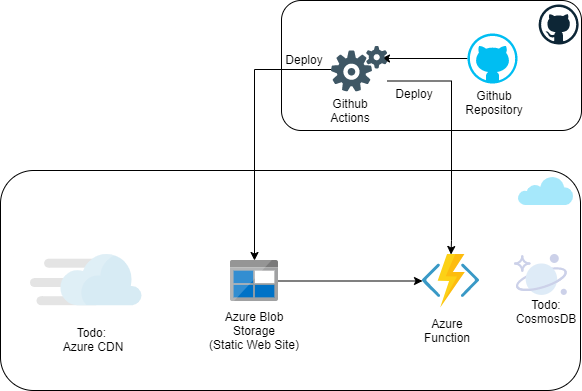 Deploy
Github
Actions
Deploy
Github
Repository
Todo:
Azure CDN
Azure Blob
Storage
(Static Web Site)
Azure
Function
Todo:
CosmosDB